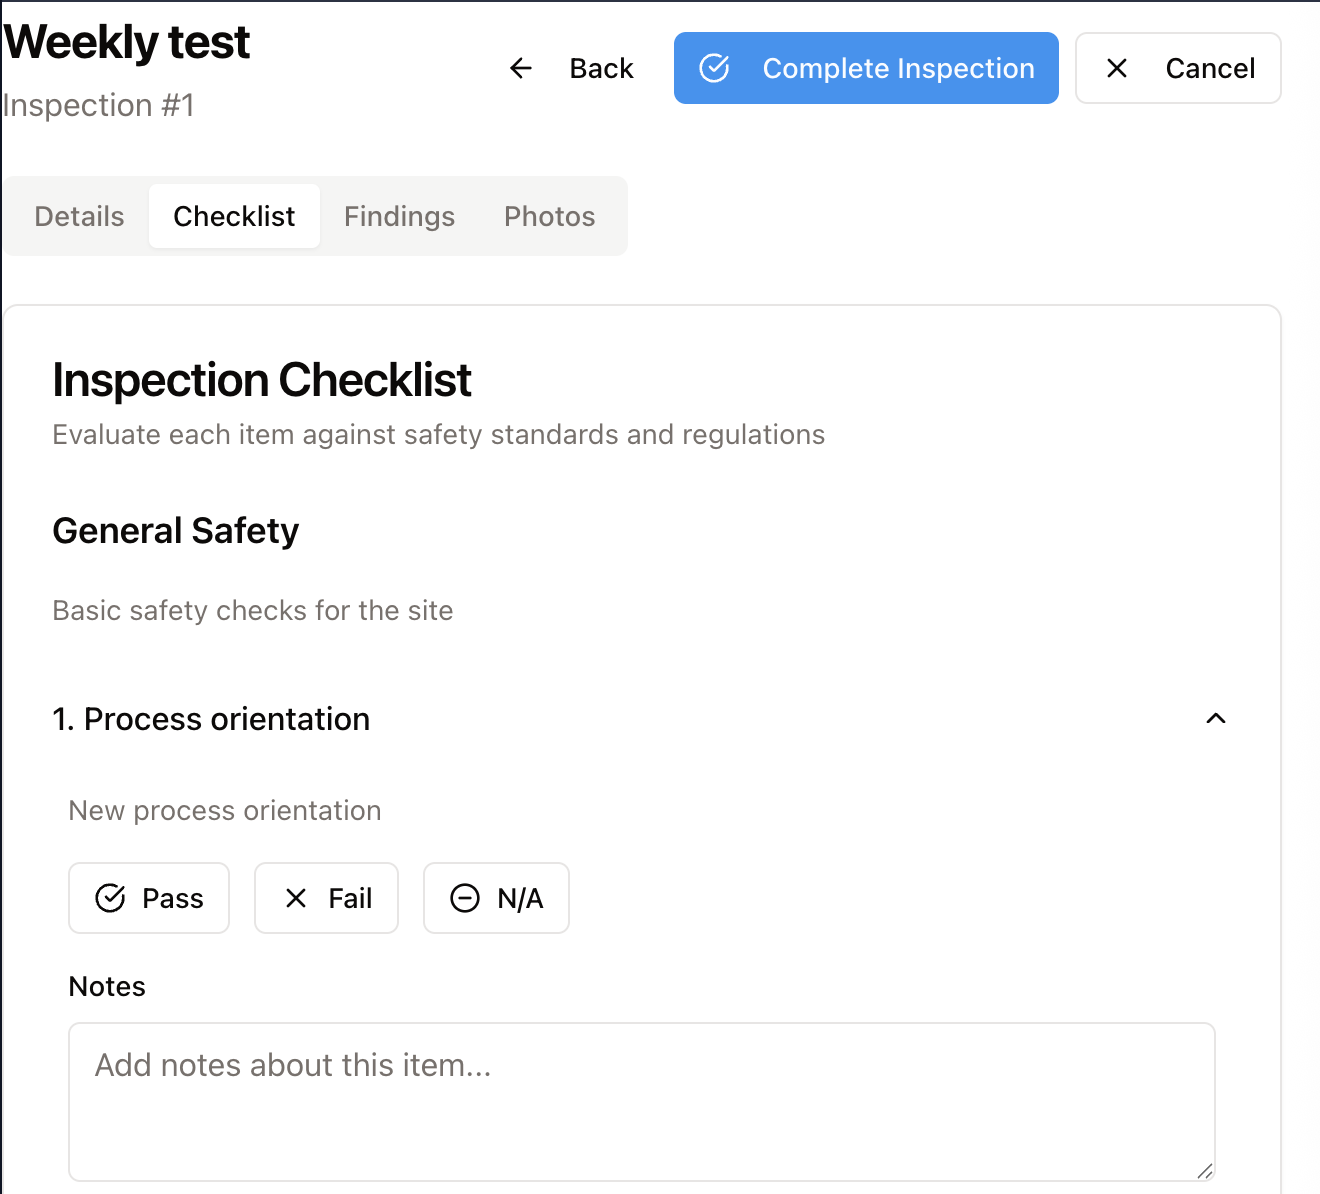 Weekly test
Inspection #1
Back
Complete Inspection
Cancel
Details
Checklist
Findings
Photos
Inspection Checklist
Evaluate each item against safety standards and regulations
General Safety
Basic safety checks for the site
1. Process orientation
New process orientation
Pass
Fail
N/A
Notes
Add notes about this item...